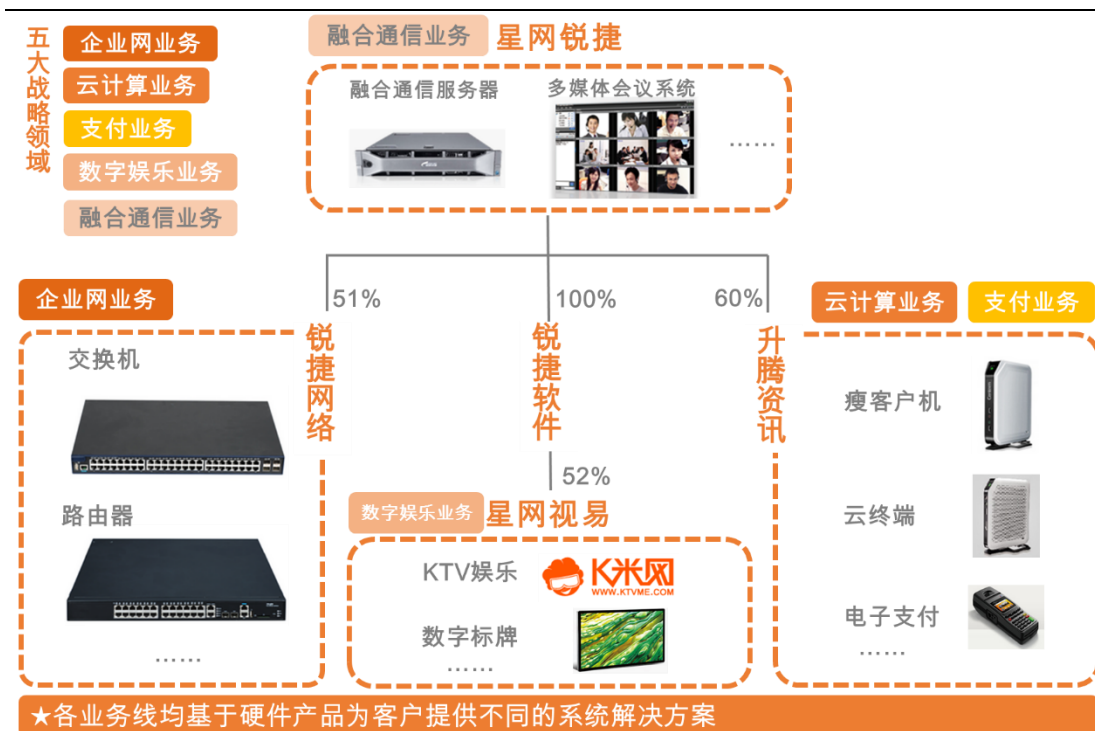 五大战略领域
企业网业务
云计算业务
支付业务
数字娱乐业务
融合通信业务
融合通信业务 星网锐捷
融合通信服务器 多媒体会议系统
......
51%
100%
60%
锐捷网络
锐捷软件
升腾资讯
企业网业务
交换机
路由器
......
52%
数字娱乐业务 星网视易
KTV娱乐
K米网
WWW.KTVME.COM
数字标牌
......
云计算业务 支付业务
瘦客户机
云终端
电子支付
......
★各业务线均基于硬件产品为客户提供不同的系统解决方案